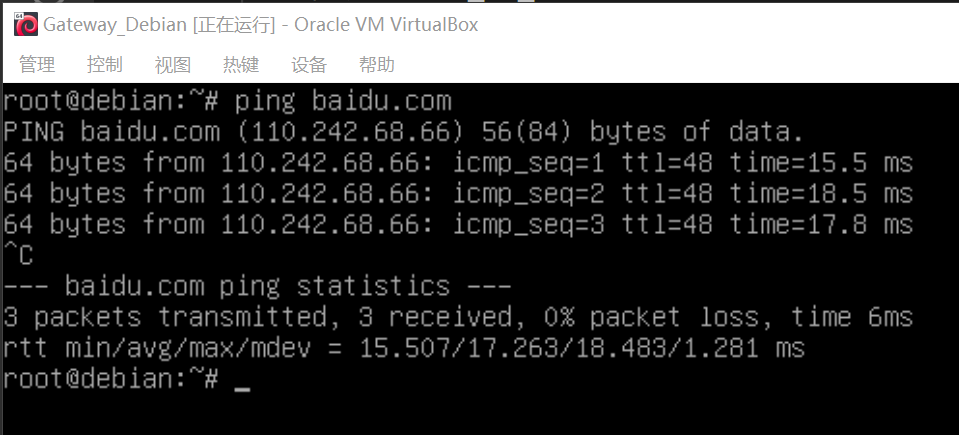 64
Gateway_Debian [正在运行] - Oracle VM VirtualBox
管理 控制 视图 热键 设备 帮助
root@debian:~# ping baidu.com
PING baidu.com (110.242.68.66) 56(84) bytes of data.
64 bytes from 110.242.68.66: icmp_seq=1 ttl=48 time=15.5 ms
64 bytes from 110.242.68.66: icmp_seq=2 ttl=48 time=18.5 ms
64 bytes from 110.242.68.66: icmp_seq=3 ttl=48 time=17.8 ms
^C
--- baidu.com ping statistics ---
3 packets transmitted, 3 received, 0% packet loss, time 6ms
rtt min/avg/max/mdev = 15.507/17.263/18.483/1.281 ms
root@debian:~# _